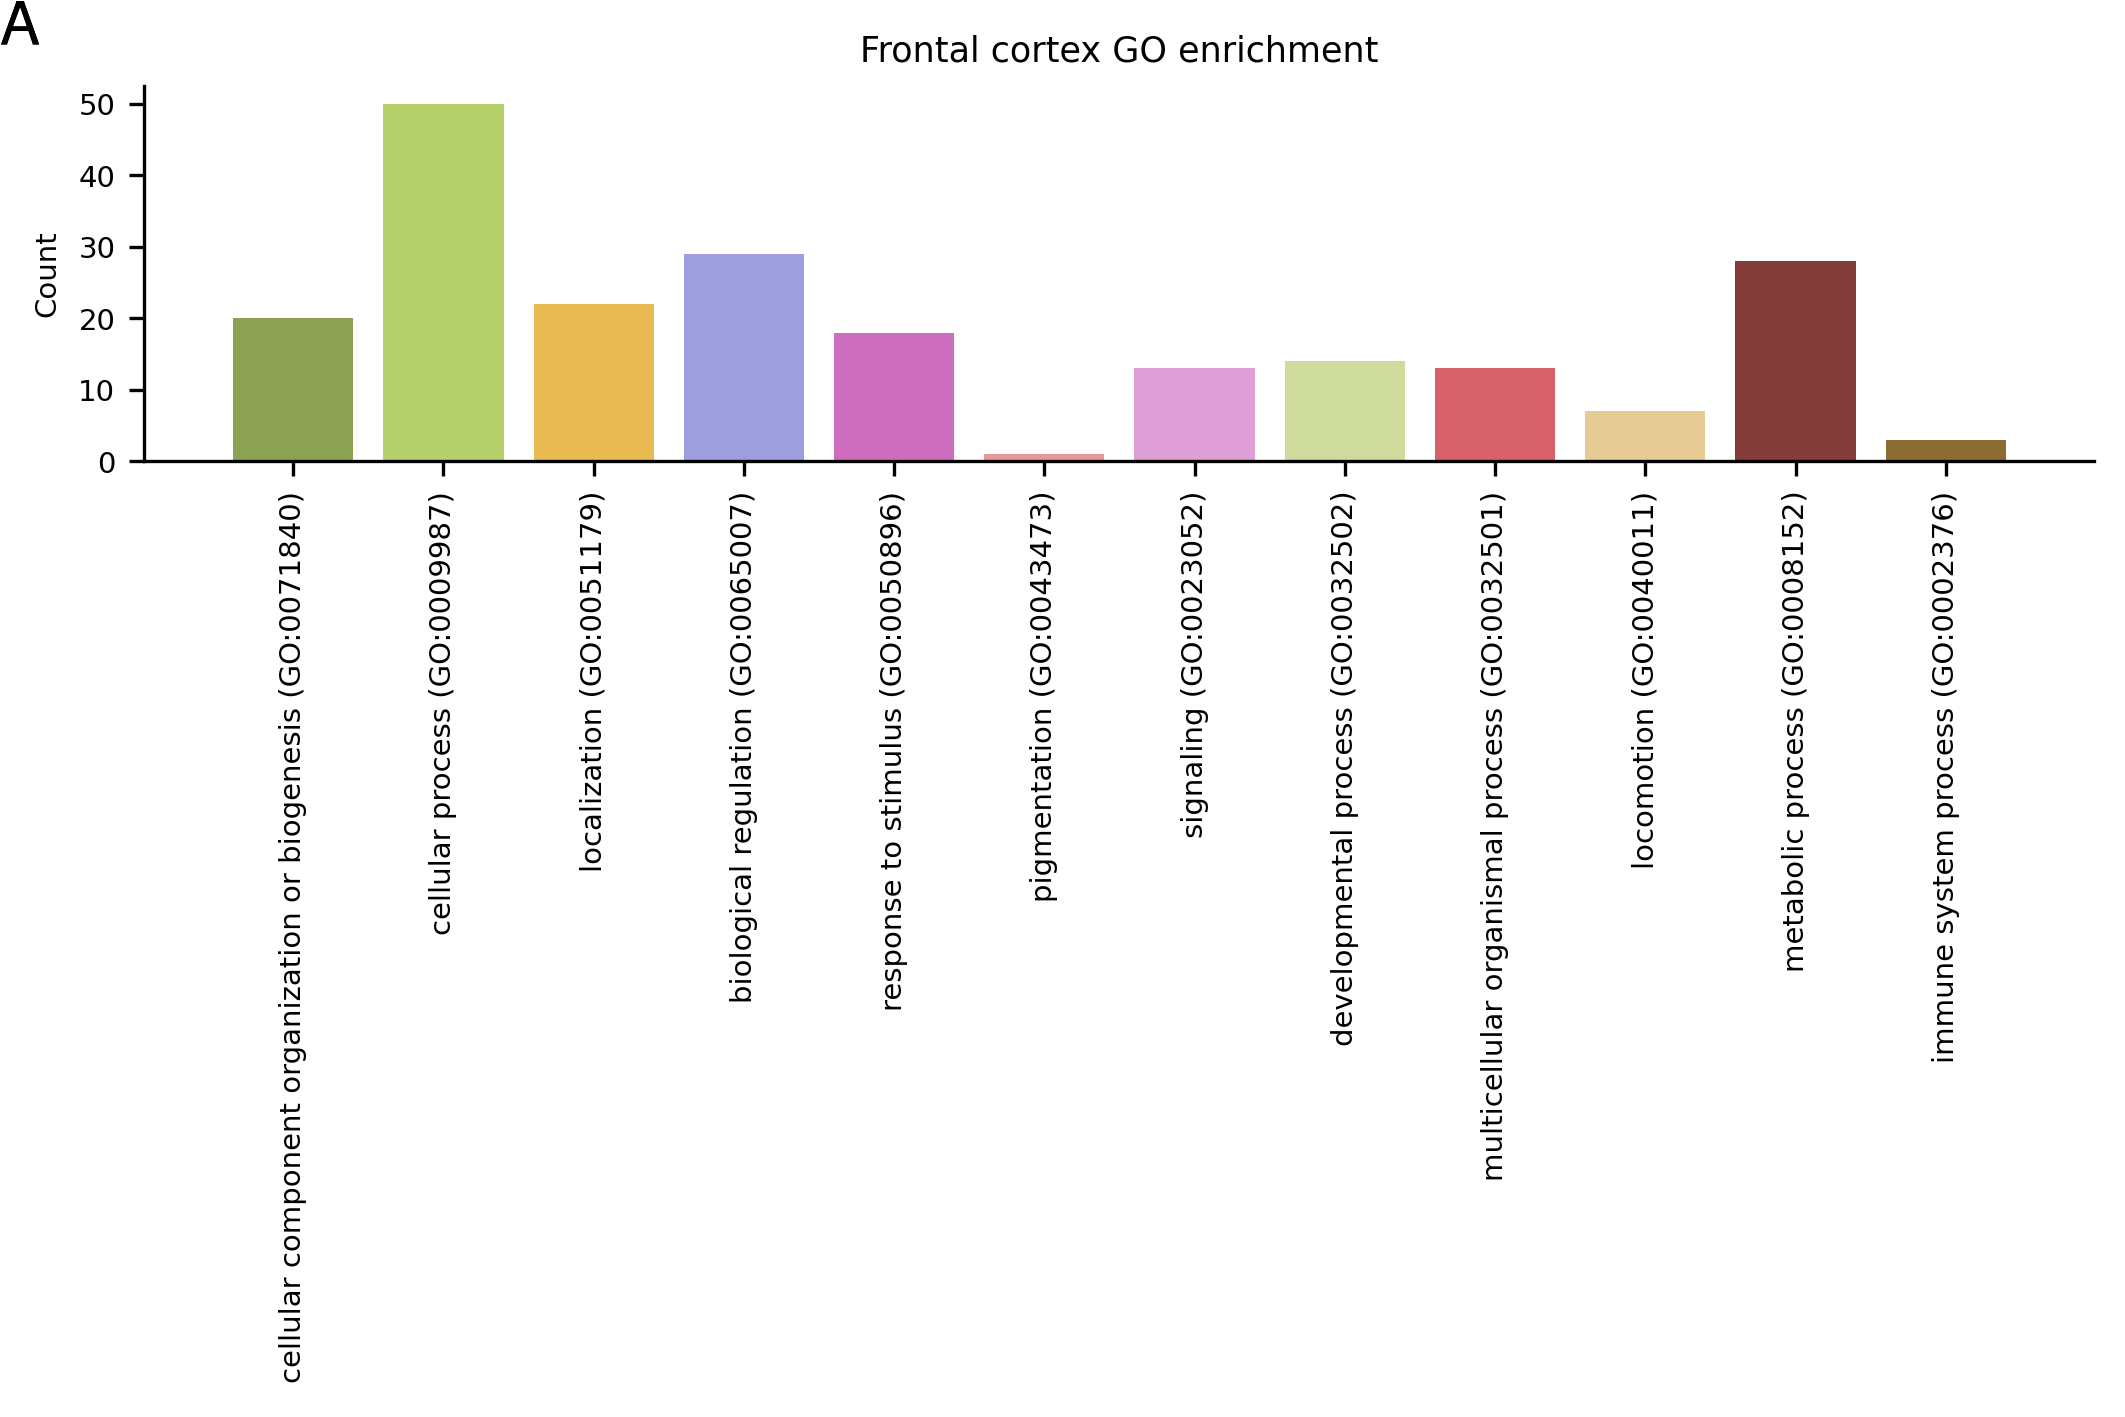 A
Frontal cortex GO enrichment
Count
50
40
30
20
10
0
cellular component organization or biogenesis (GO:0071840)
cellular process (GO:0009987)
localization (GO:0051179)
biological regulation (GO:0065007)
response to stimulus (GO:0050896)
pigmentation (GO:0043473)
signaling (GO:0023052)
developmental process (GO:0032502)
multicellular organismal process (GO:0032501)
locomotion (GO:0040011)
metabolic process (GO:0008152)
immune system process (GO:0002376)